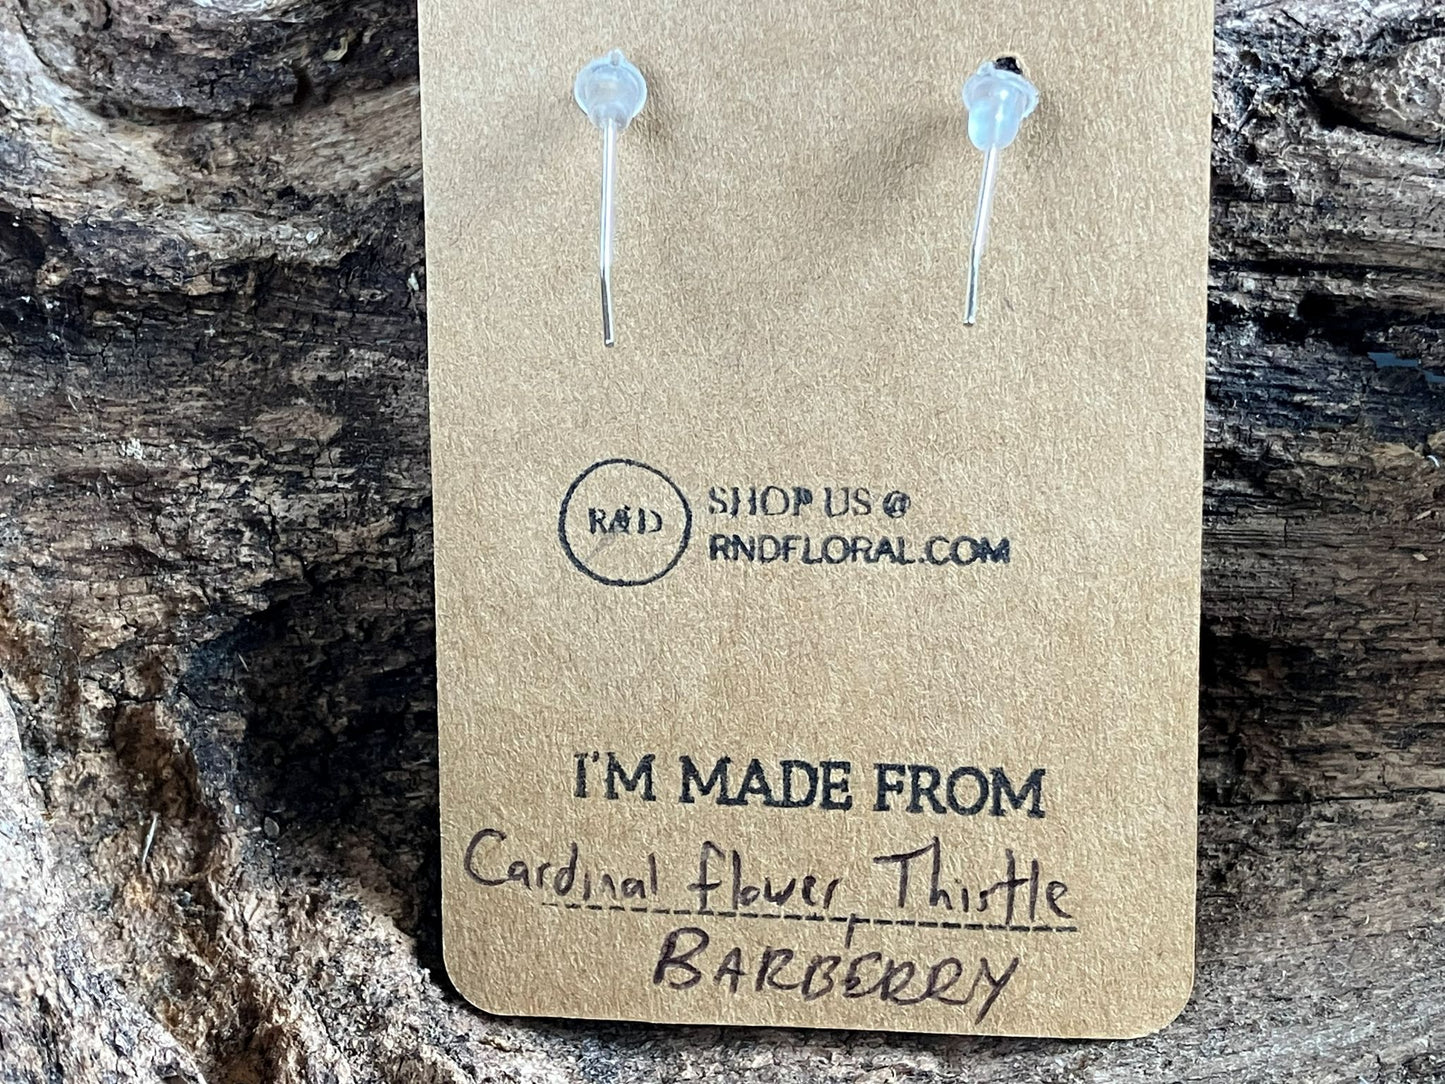 R&D
SHOP US @
RNDFLORAL.COM
I'M MADE FROM
Cardinal flower, Thistle
BARBERRY